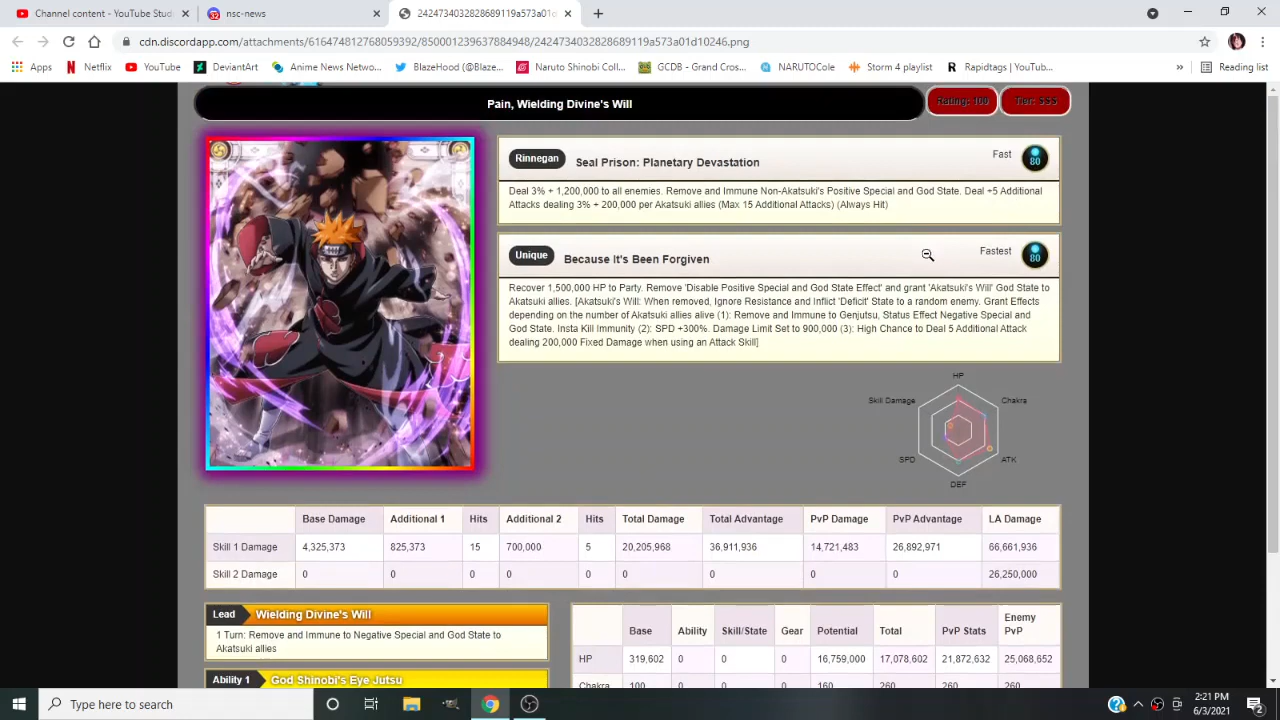 Channel content - YouTube Studi
nsc-news
2424734032828689119a573a01d
cdn.discordapp.com/attachments/616474812768059392/850001239637884948/2424734032828689119a573a01d10246.png
Apps
Netflix
YouTube
DeviantArt
Anime News Netwo...
BlazeHood (@Blaze...
Naruto Shinobi Coll...
GCDB - Grand Cros...
NARUTOCole
Storm 4 playlist
Rapidtags | YouTu...
»
Reading list
Pain, Wielding Divine's Will
Rating: 100
Tier: SSS
Rinnegan
Seal Prison: Planetary Devastation
Fast
80
Deal 3% + 1,200,000 to all enemies. Remove and Immune Non-Akatsuki's Positive Special and God State. Deal +5 Additional
Attacks dealing 3% + 200,000 per Akatsuki allies (Max 15 Additional Attacks) (Always Hit)
Unique
Because It's Been Forgiven
Fastest
80
Recover 1,500,000 HP to Party. Remove 'Disable Positive Special and God State Effect' and grant 'Akatsuki's Will' God State to
Akatsuki allies. [Akatsuki's Will: When removed, Ignore Resistance and Inflict 'Deficit' State to a random enemy. Grant Effects
depending on the number of Akatsuki allies alive (1): Remove and Immune to Genjutsu, Status Effect Negative Special and
God State. Insta Kill Immunity (2): SPD +300%. Damage Limit Set to 900,000 (3): High Chance to Deal 5 Additional Attack
dealing 200,000 Fixed Damage when using an Attack Skill]
HP
Skill Damage
Chakra
SPD
ATK
DEF
Base Damage Additional 1 Hits Additional 2 Hits Total Damage Total Advantage PvP Damage PvP Advantage LA Damage
Skill 1 Damage 4,325,373 825,373 15 700,000 5 20,205,968 36,911,936 14,721,483 26,892,971 66,661,936
Skill 2 Damage 0 0 0 0 0 0 0 0 0 26,250,000
Lead
Wielding Divine's Will
1 Turn: Remove and Immune to Negative Special and God State to
Akatsuki allies
Ability 1
God Shinobi's Eye Jutsu
Base Ability Skill/State Gear Potential Total PvP Stats Enemy
PvP
HP 319,602 0 0 0 16,759,000 17,078,602 21,872,632 25,068,652
Chakra 100 0 0 0 160 260 260 260
Type here to search
2:21 PM
6/3/2021
2